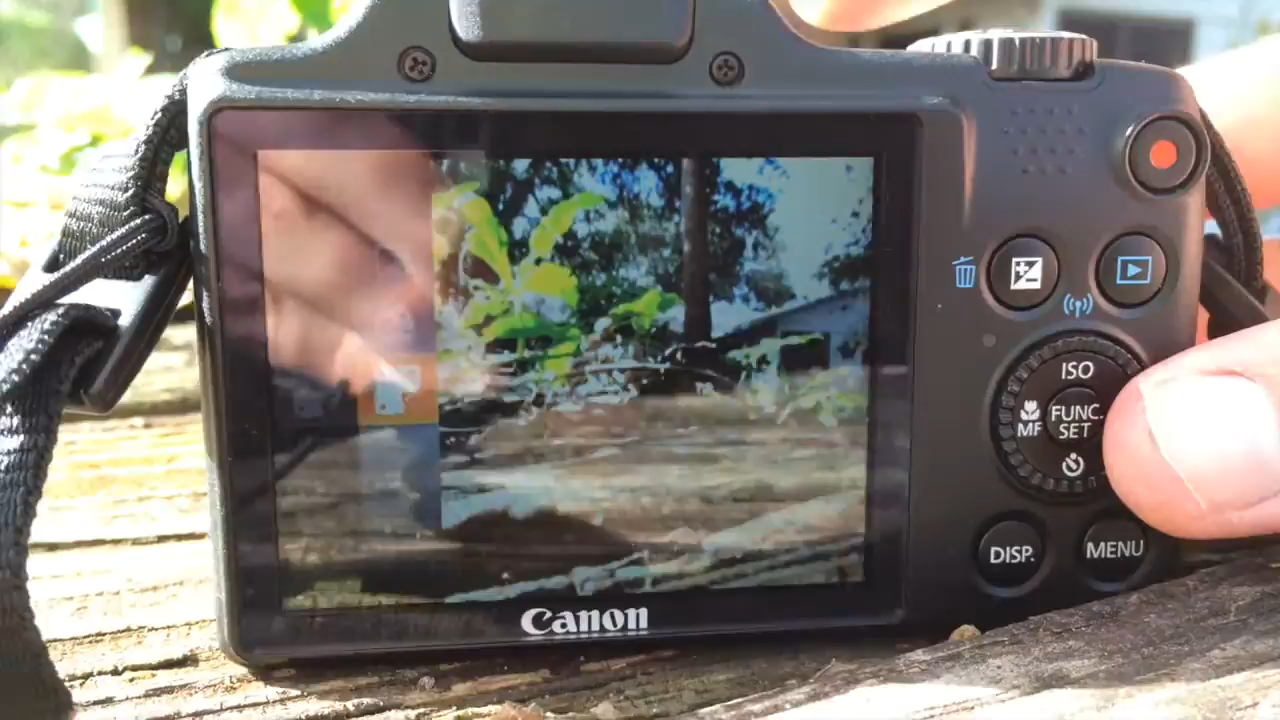 ISO
MF
FUNC.
SET
DISP.
MENU
Canon